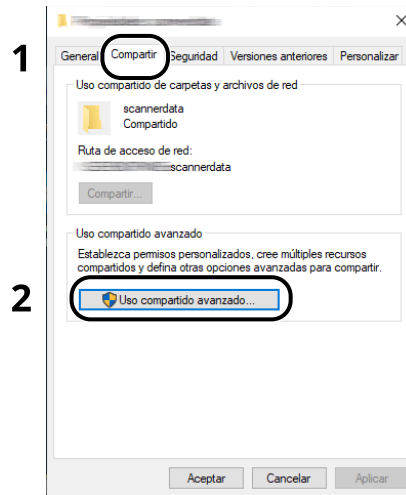 General Compartir Seguridad Versiones anteriores Personalizar
1
Uso compartido de carpetas y archivos de red
scannerdata
Compartido
Ruta de acceso de red:
scannerdata
Compartir...
Uso compartido avanzado
Establezca permisos personalizados, cree múltiples recursos
compartidos y defina otras opciones avanzadas para compartir.
2
Uso compartido avanzado...
Aceptar Cancelar Aplicar